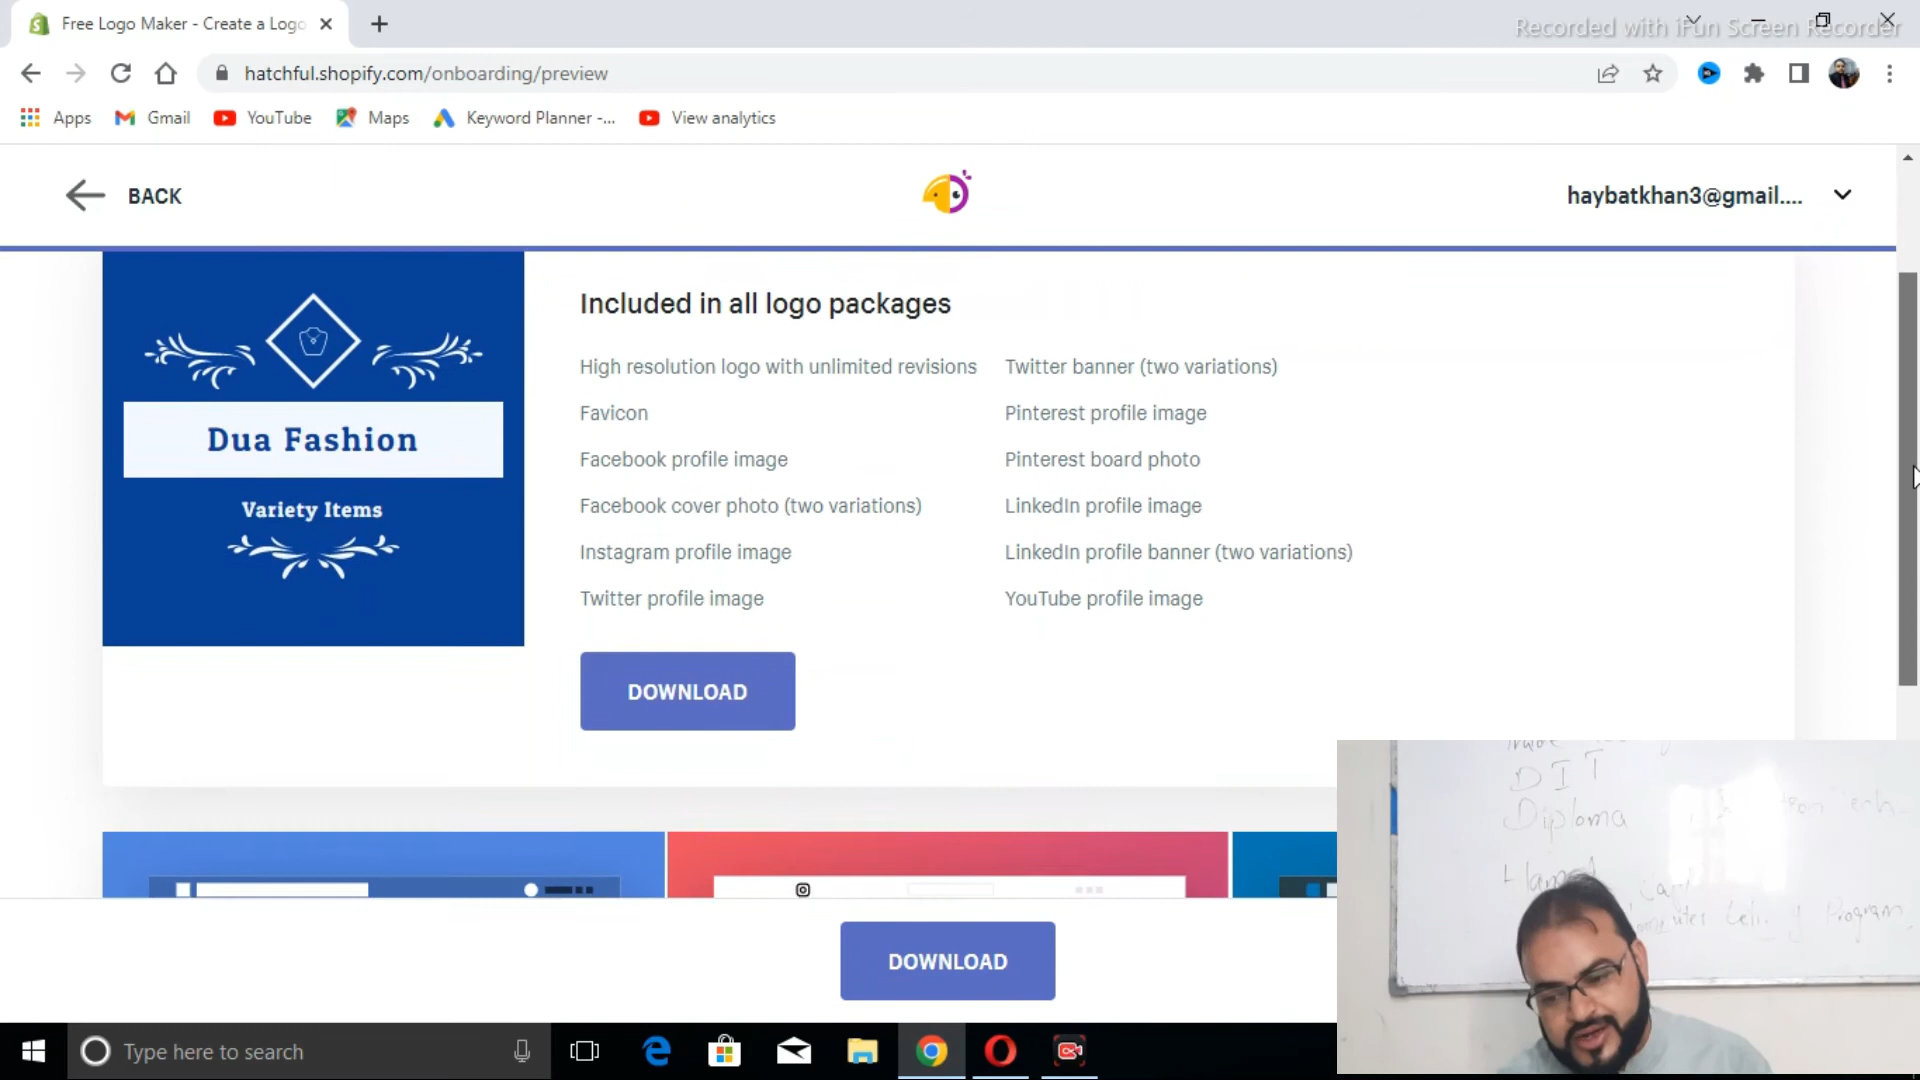 Free Logo Maker - Create a Logo
Recorded with iFun Screen Recorder
hatchful.shopify.com/onboarding/preview
Apps
Gmail
YouTube
Maps
Keyword Planner -...
View analytics
BACK
haybatkhan3@gmail....
Included in all logo packages
High resolution logo with unlimited revisions
Favicon
Facebook profile image
Facebook cover photo (two variations)
Instagram profile image
Twitter profile image
Twitter banner (two variations)
Pinterest profile image
Pinterest board photo
LinkedIn profile image
LinkedIn profile banner (two variations)
YouTube profile image
Dua Fashion
Variety Items
DOWNLOAD
DIT
Diploma
Program
DOWNLOAD
Type here to search